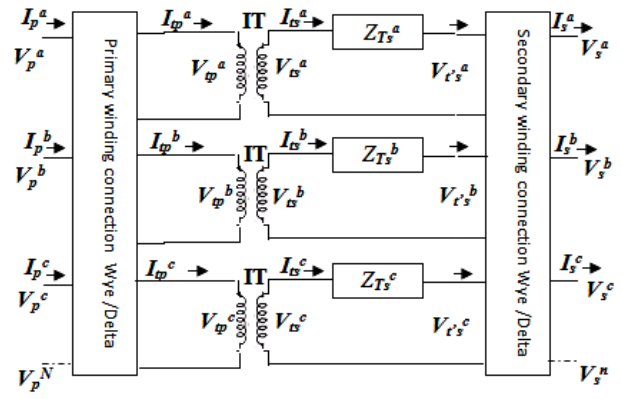 I_p^a I_tp^a IT I_ts^a Z_Ts^a I_s^a
V_p^a V_tp^a V_ts^a V_t's^a V_s^a
Primary winding connection Wye /Delta
Secondary winding connection Wye/Delta
I_p^b I_tp^b IT I_ts^b Z_Ts^b I_s^b
V_p^b V_tp^b V_ts^b V_t's^b V_s^b
I_p^c I_tp^c IT I_ts^c Z_Ts^c I_s^c
V_p^c V_tp^c V_ts^c V_t's^c V_s^c
V_p^N V_s^n